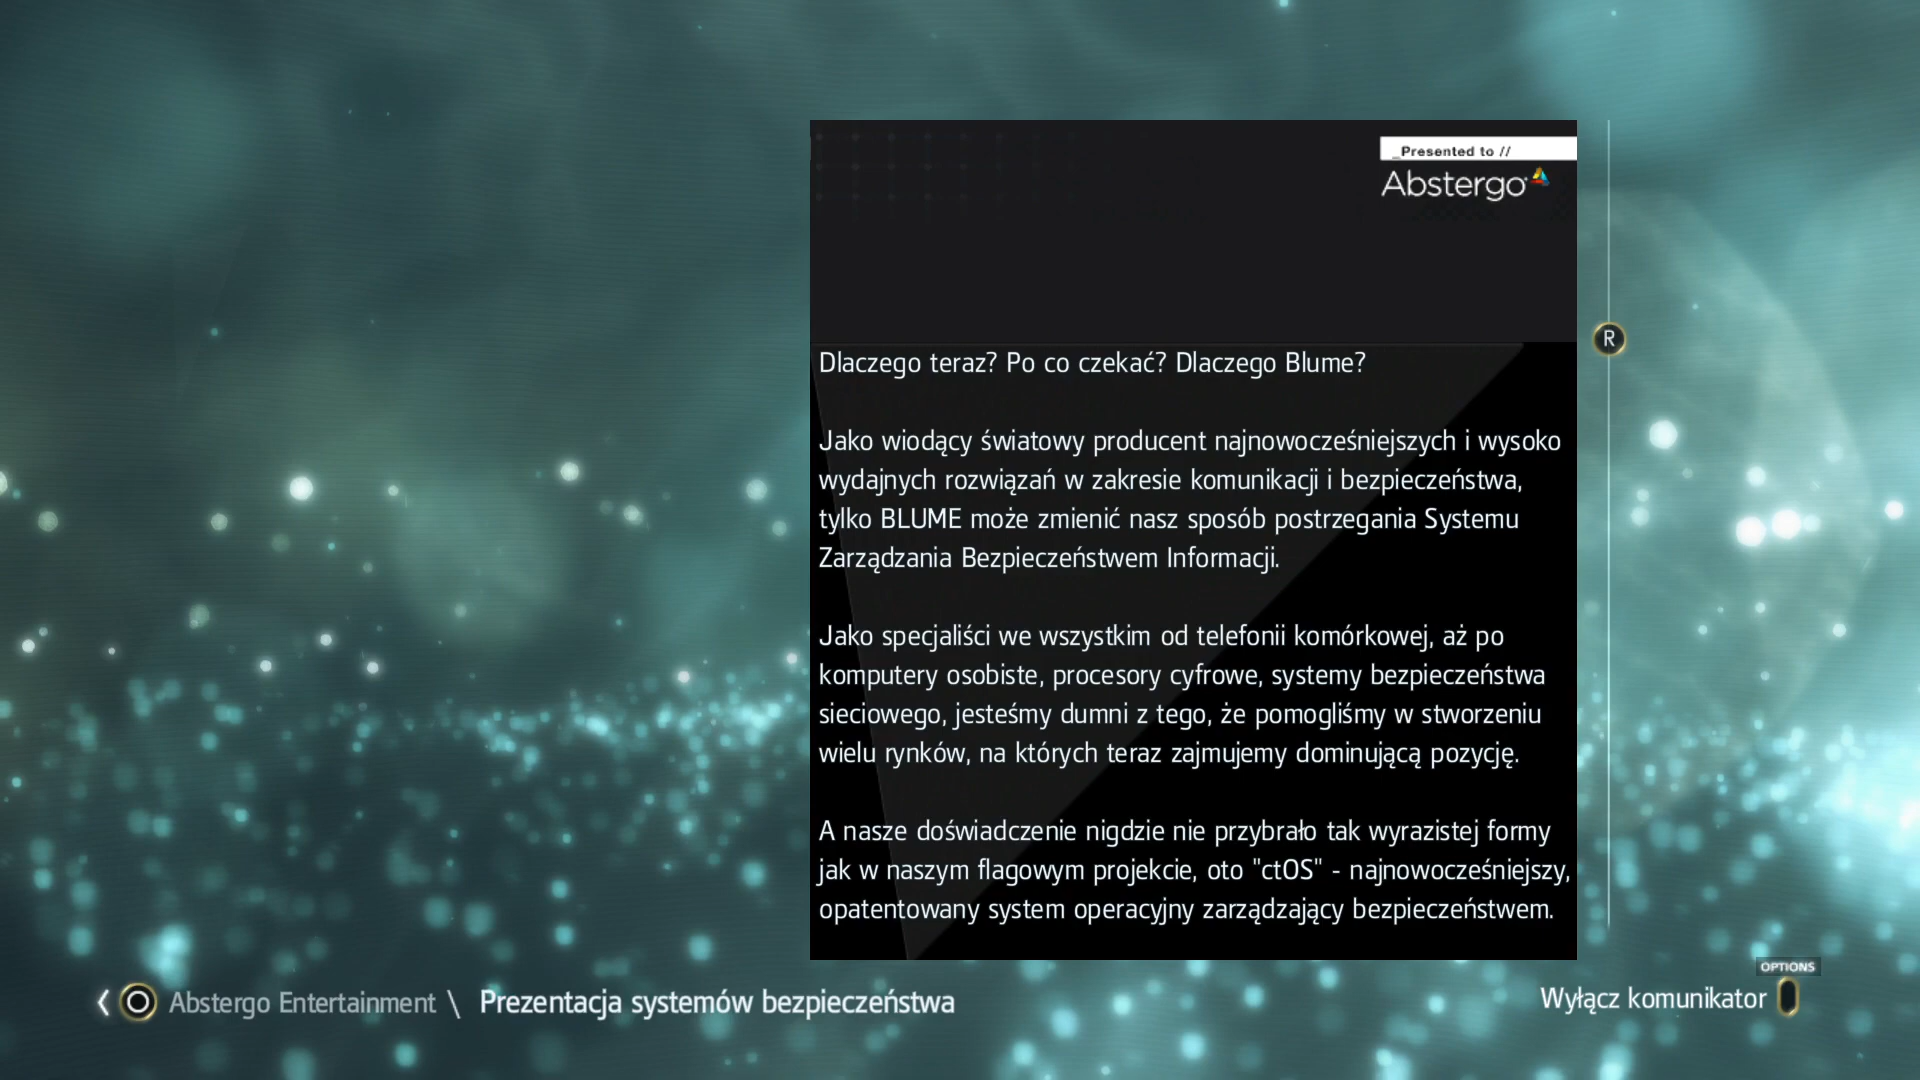 _Presented to //
Abstergo
Dlaczego teraz? Po co czekać? Dlaczego Blume?
Jako wiodący światowy producent najnowocześniejszych i wysoko
wydajnych rozwiązań w zakresie komunikacji i bezpieczeństwa,
tylko BLUME może zmienić nasz sposób postrzegania Systemu
Zarządzania Bezpieczeństwem Informacji.
Jako specjaliści we wszystkim od telefonii komórkowej, aż po
komputery osobiste, procesory cyfrowe, systemy bezpieczeństwa
sieciowego, jesteśmy dumni z tego, że pomogliśmy w stworzeniu
wielu rynków, na których teraz zajmujemy dominującą pozycję.
A nasze doświadczenie nigdzie nie przybrało tak wyrazistej formy
jak w naszym flagowym projekcie, oto "ctOS" - najnowocześniejszy,
opatentowany system operacyjny zarządzający bezpieczeństwem.
R
OPTIONS
Abstergo Entertainment \ Prezentacja systemów bezpieczeństwa
Wyłącz komunikator